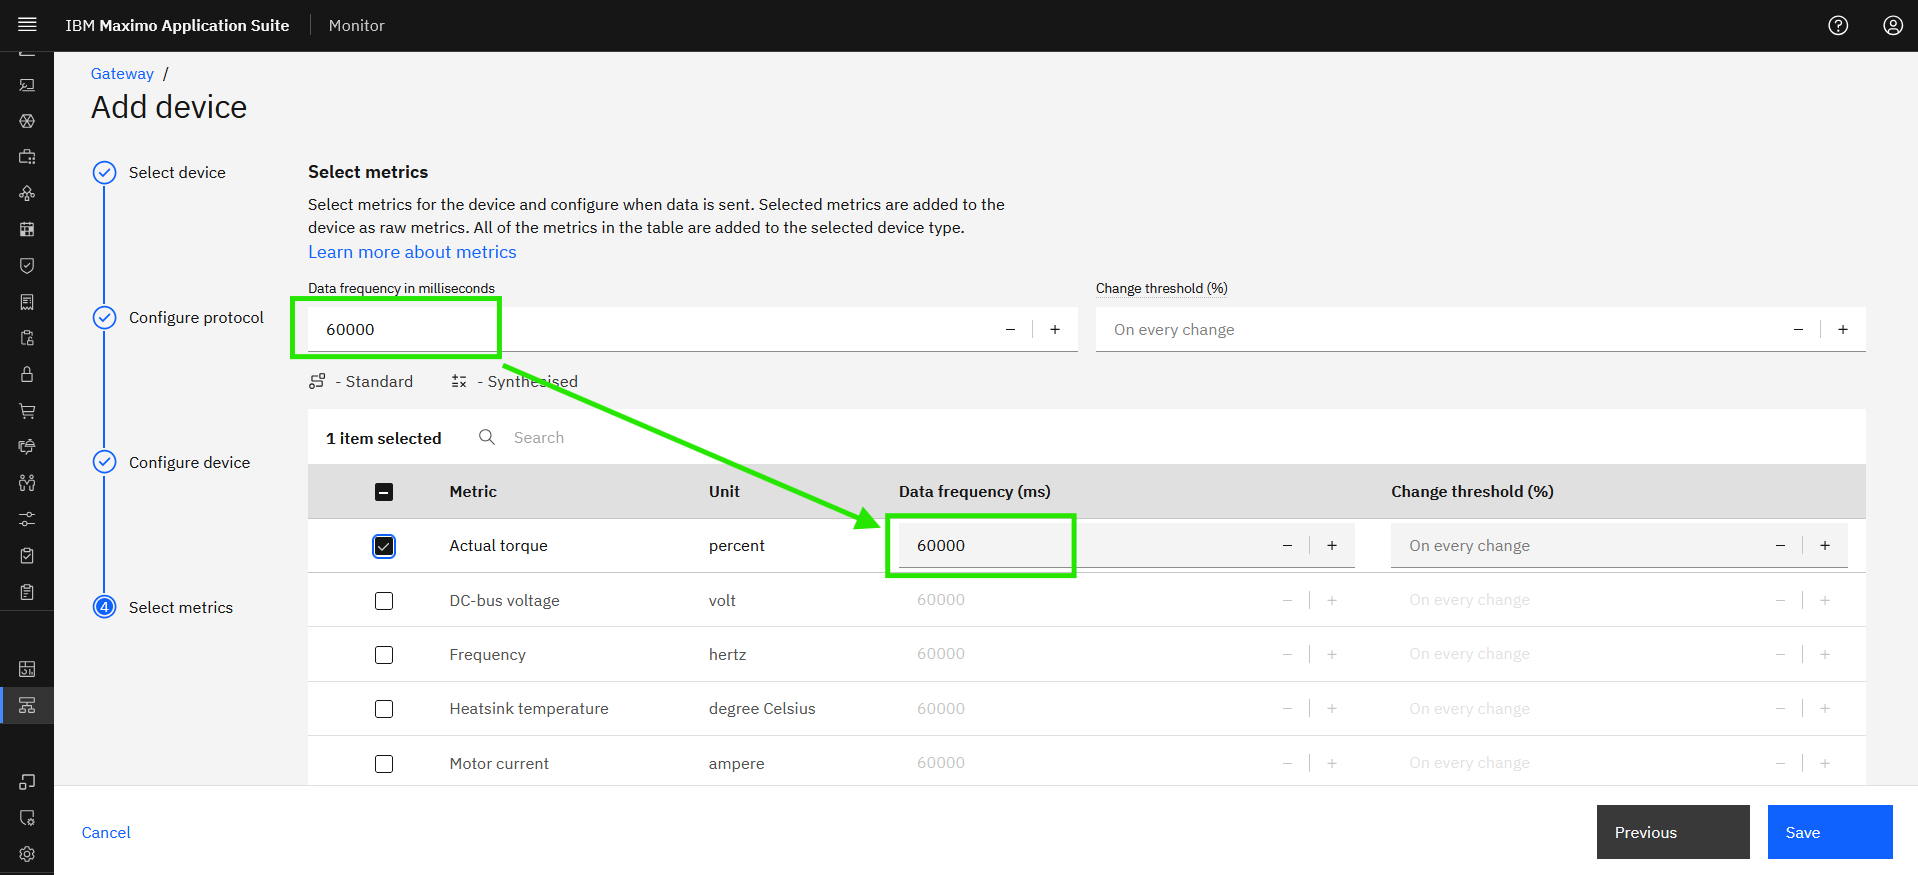 IBM Maximo Application Suite Monitor
Gateway /
Add device
Select device
Configure protocol
Configure device
4 Select metrics
Select metrics
Select metrics for the device and configure when data is sent. Selected metrics are added to the
device as raw metrics. All of the metrics in the table are added to the selected device type.
Learn more about metrics
Data frequency in milliseconds Change threshold (%)
60000 On every change
- Standard - Synthesised
1 item selected Search
Metric Unit Data frequency (ms) Change threshold (%)
Actual torque percent 60000 On every change
DC-bus voltage volt 60000 On every change
Frequency hertz 60000 On every change
Heatsink temperature degree Celsius 60000 On every change
Motor current ampere 60000 On every change
Cancel Previous Save